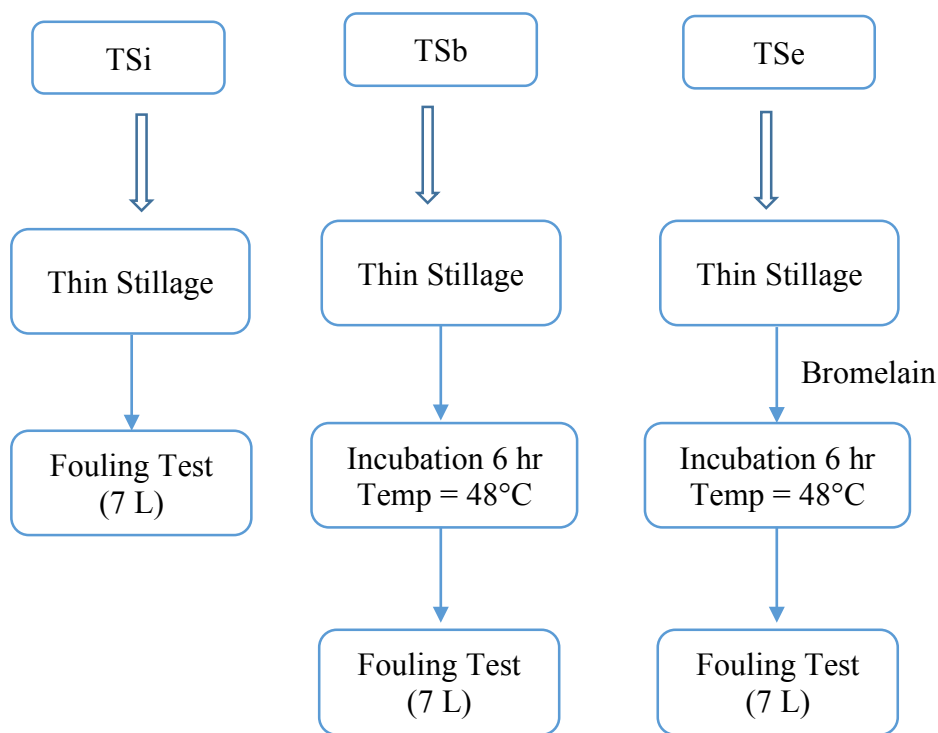 TSi
Thin Stillage
Fouling Test
(7 L)
TSb
Thin Stillage
Incubation 6 hr
Temp = 48°C
Fouling Test
(7 L)
TSe
Thin Stillage
Bromelain
Incubation 6 hr
Temp = 48°C
Fouling Test
(7 L)